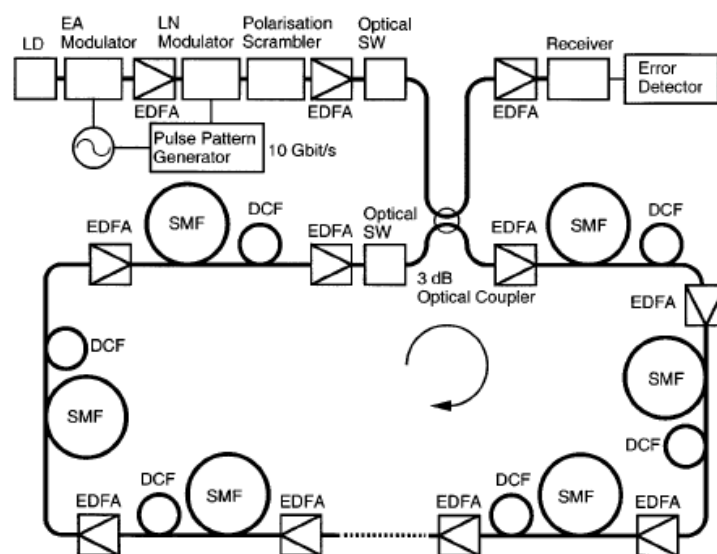 LD
EA
Modulator
LN
Modulator
Polarisation
Scrambler
Optical
SW
Receiver
Error
Detector
EDFA
EDFA
EDFA
Pulse Pattern
Generator
10 Gbit/s
EDFA
SMF
DCF
EDFA
Optical
SW
3 dB
Optical Coupler
EDFA
SMF
DCF
EDFA
DCF
SMF
SMF
DCF
EDFA
DCF
SMF
EDFA
EDFA
DCF
SMF
EDFA